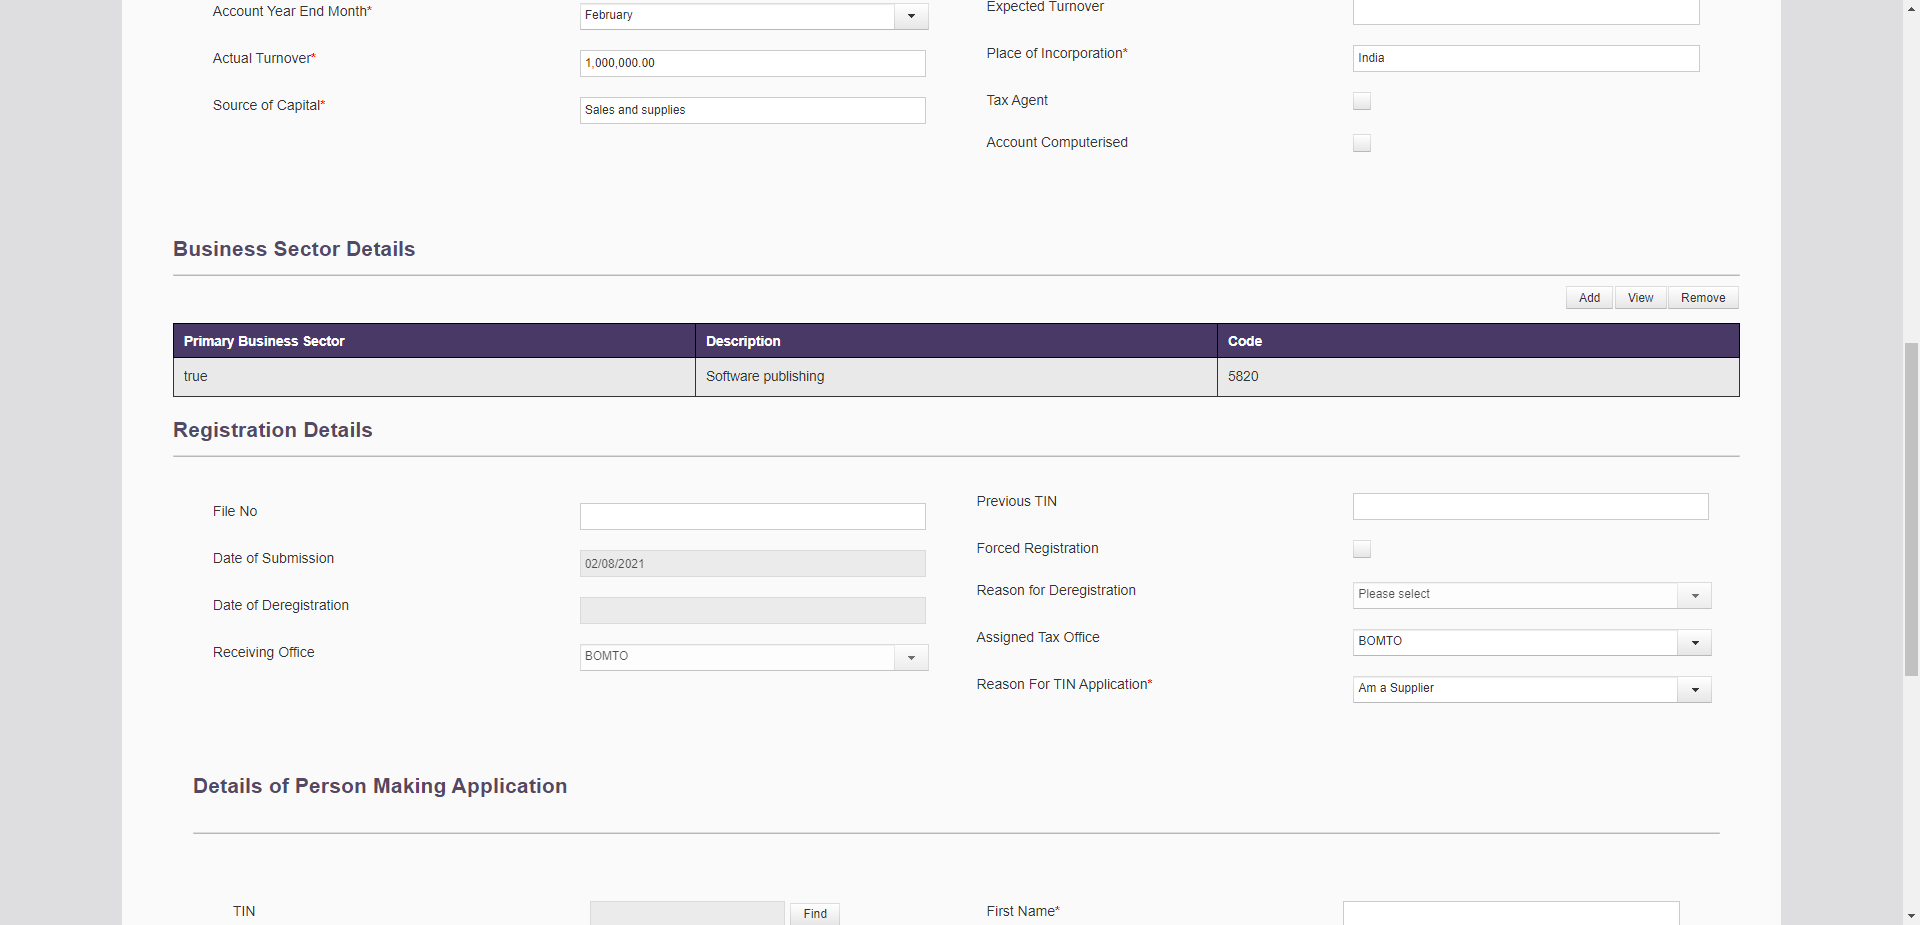 Account Year End Month*
February
Expected Turnover
Actual Turnover*
1,000,000.00
Place of Incorporation*
India
Source of Capital*
Sales and supplies
Tax Agent
Account Computerised
Business Sector Details
Add View Remove
Primary Business Sector Description Code
true Software publishing 5820
Registration Details
File No
Previous TIN
Date of Submission
02/08/2021
Forced Registration
Date of Deregistration
Reason for Deregistration
Please select
Receiving Office
BOMTO
Assigned Tax Office
BOMTO
Reason For TIN Application*
Am a Supplier
Details of Person Making Application
TIN
Find
First Name*